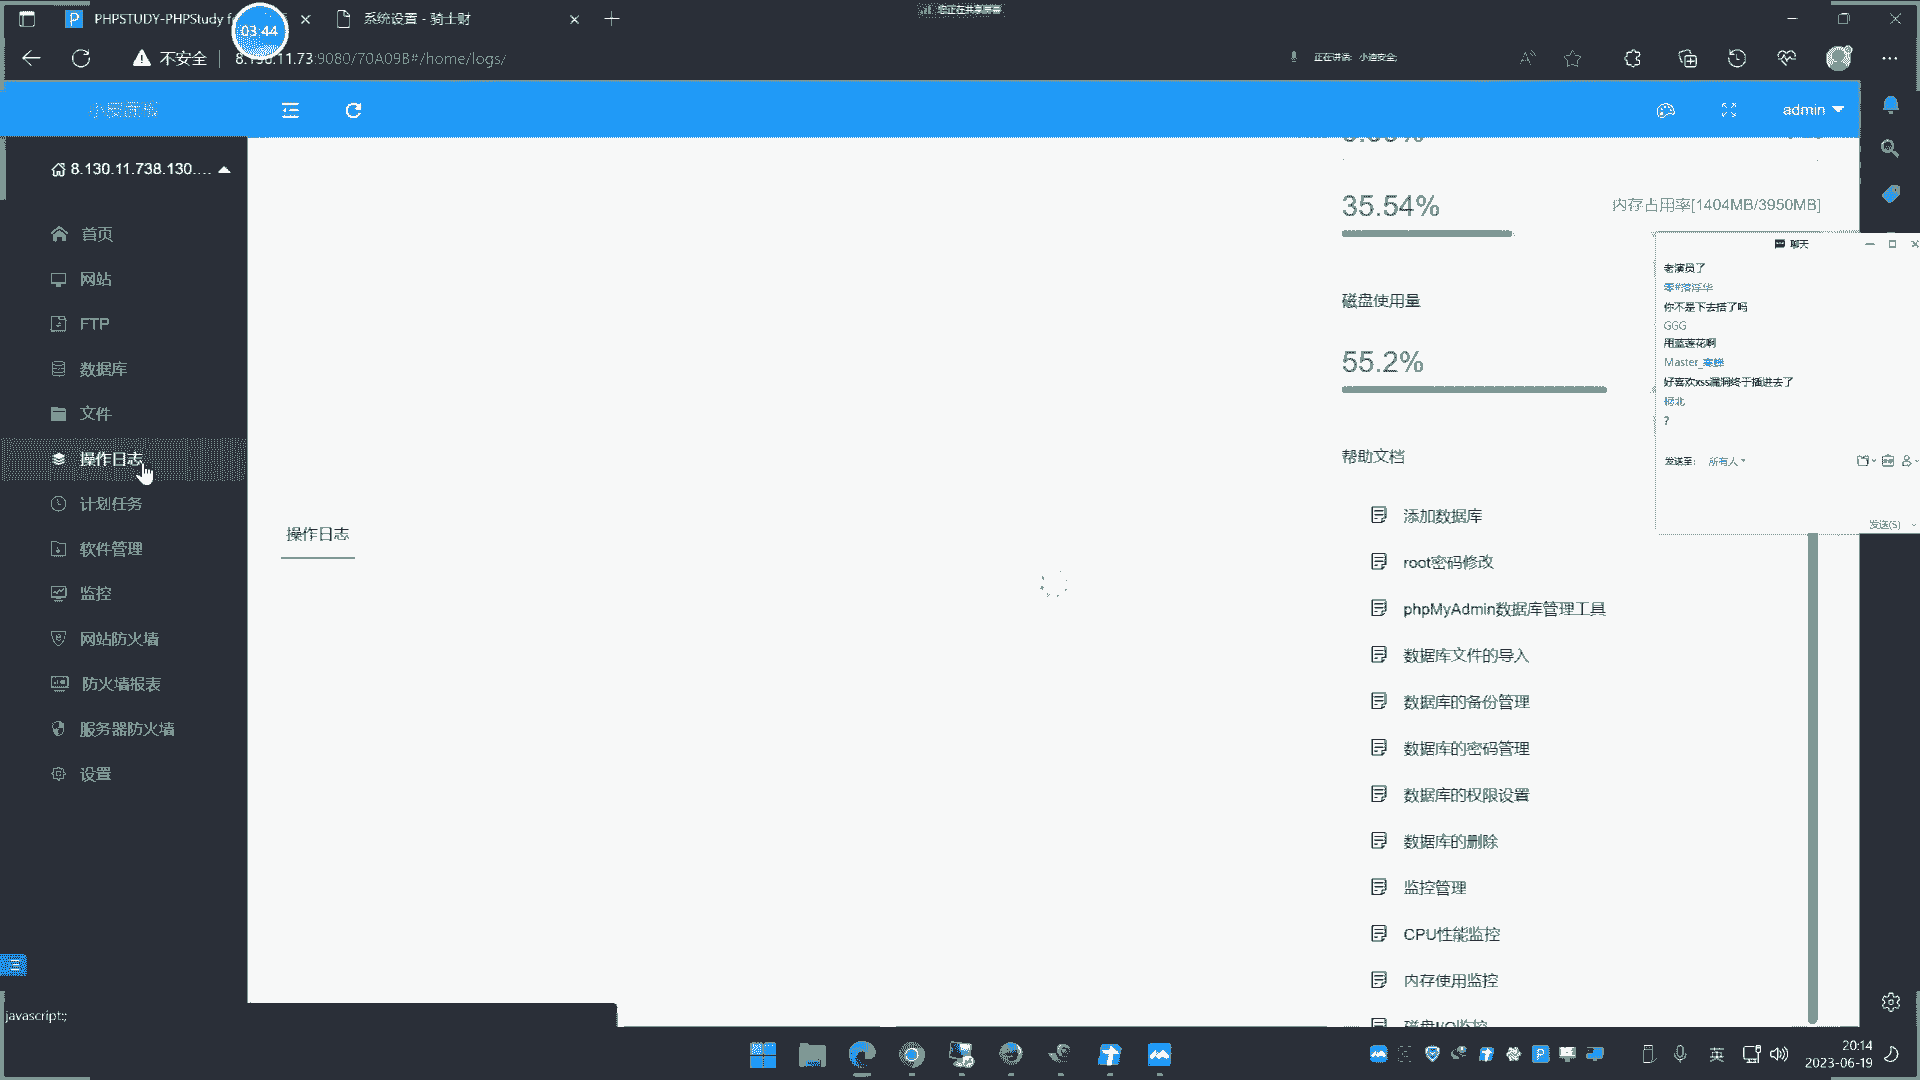 PHPSTUDY-PHPStudy f
03:44
系统设置 - 骑士财
您正在共享屏幕
不安全
8.130.11.73:9080/70A09B#/home/logs/
正在讲话: 小迪安全;
小皮面板
admin
8.130.11.738.130....
首页
网站
FTP
数据库
文件
操作日志
计划任务
软件管理
监控
网站防火墙
防火墙报表
服务器防火墙
设置
javascript:;
操作日志
35.54%
内存占用率[1404MB/3950MB]
磁盘使用量
55.2%
帮助文档
添加数据库
root密码修改
phpMyAdmin数据库管理工具
数据库文件的导入
数据库的备份管理
数据库的密码管理
数据库的权限设置
数据库的删除
监控管理
CPU性能监控
内存使用监控
磁盘I/O监控
聊天
老演员了
零#落浮华
你不是下去搭了吗
GGG
用蓝莲花啊
Master_寒蝉
好喜欢xss漏洞终于插进去了
杨北
?
发送至:
所有人
发送(S)
英
20:14
2023-06-19